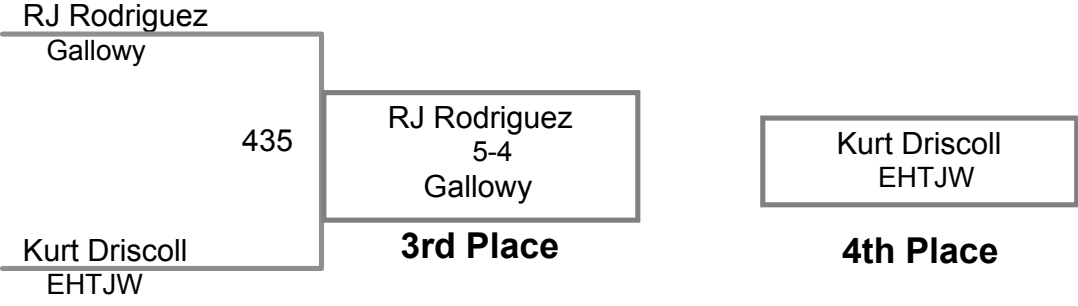 RJ Rodriguez
Gallowy
435
Kurt Driscoll
EHTJW
RJ Rodriguez
5-4
Gallowy
3rd Place
Kurt Driscoll
EHTJW
4th Place